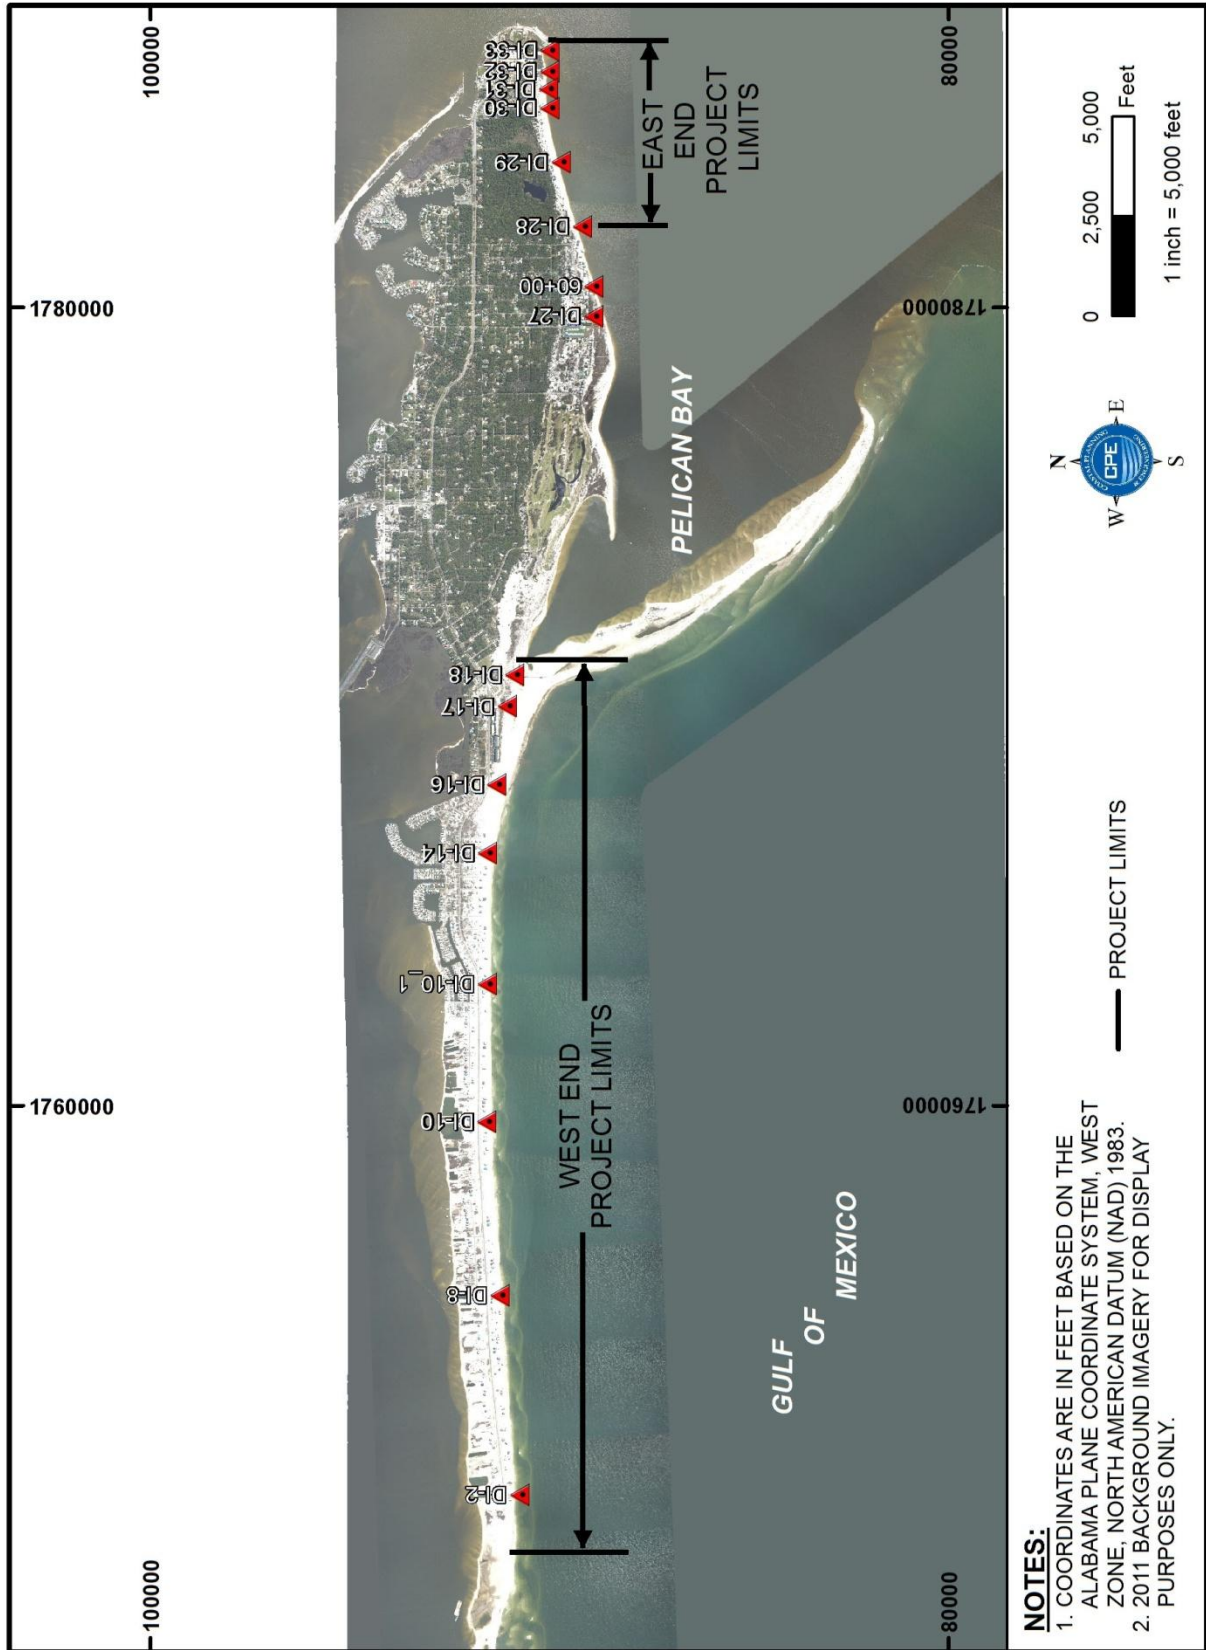 100000
80000
1780000
1780000
1760000
1760000
100000
80000
DI-2
DI-8
DI-10
DI-10_1
DI-14
DI-16
DI-17
DI-18
DI-27
60+00
DI-28
DI-29
DI-30
DI-31
DI-32
DI-33
EAST
END
PROJECT
LIMITS
WEST END
PROJECT LIMITS
PELICAN BAY
GULF
OF
MEXICO
NOTES:
1. COORDINATES ARE IN FEET BASED ON THE
ALABAMA PLANE COORDINATE SYSTEM, WEST
ZONE, NORTH AMERICAN DATUM (NAD) 1983.
2. 2011 BACKGROUND IMAGERY FOR DISPLAY
PURPOSES ONLY.
PROJECT LIMITS
N
W
E
S
COASTAL PLANNING
CPE
0
2,500
5,000
Feet
1 inch = 5,000 feet